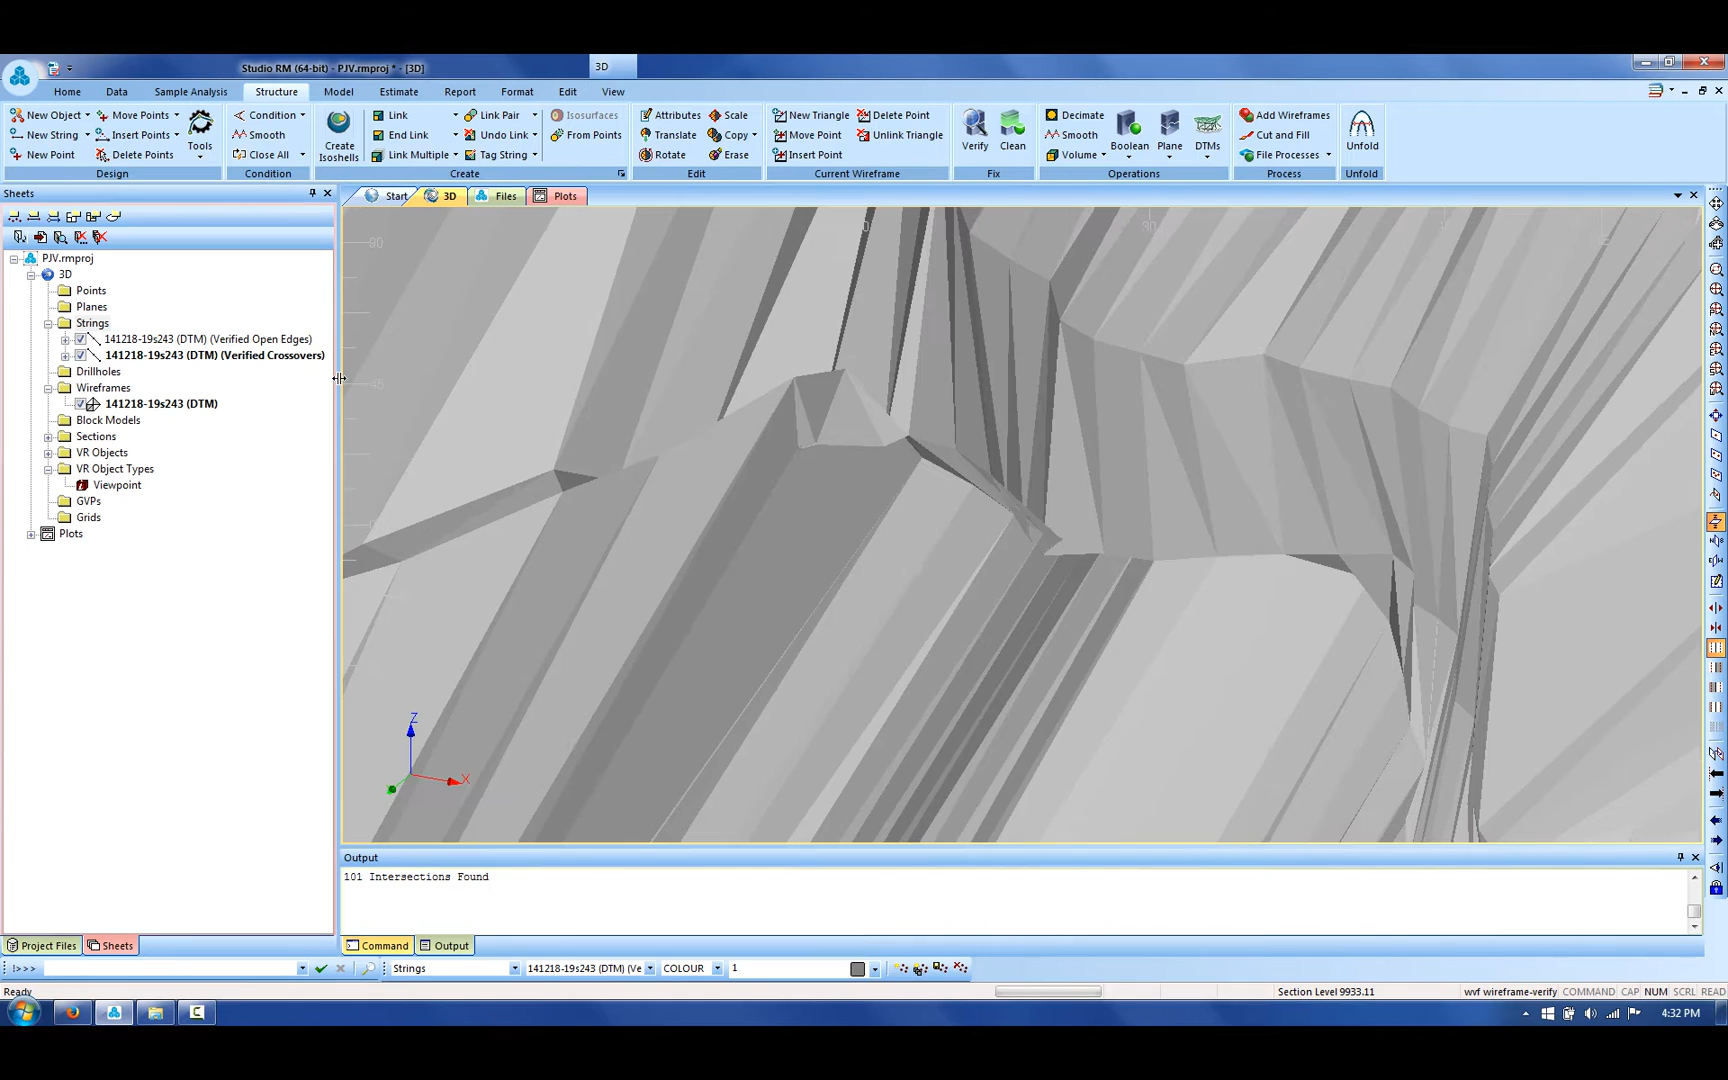 Studio RM (64-bit) - PJV.rmproj * - [3D]
3D
Home Data Sample Analysis Structure Model Estimate Report Format Edit View
New Object Move Points
New String Insert Points
New Point Delete Points
Tools
Design
Condition
Smooth
Close All
Condition
Create Isoshells
Link Link Pair Isosurfaces
End Link Undo Link From Points
Link Multiple Tag String
Create
Attributes Scale
Translate Copy
Rotate Erase
Edit
New Triangle Delete Point
Move Point Unlink Triangle
Insert Point
Current Wireframe
Verify Clean
Fix
Decimate
Smooth
Volume
Boolean Plane DTMs
Operations
Add Wireframes
Cut and Fill
File Processes
Process
Unfold
Unfold
Sheets
Start 3D Files Plots
PJV.rmproj
3D
Points
Planes
Strings
141218-19s243 (DTM) (Verified Open Edges)
141218-19s243 (DTM) (Verified Crossovers)
Drillholes
Wireframes
141218-19s243 (DTM)
Block Models
Sections
VR Objects
VR Object Types
Viewpoint
GVPs
Grids
Plots
Z
X
Output
101 Intersections Found
Project Files Sheets
Command Output
!>>> Strings 141218-19s243 (DTM) (Ve COLOUR 1
Ready
Section Level 9933.11 wvf wireframe-verify COMMAND CAP NUM SCRL READ
4:32 PM